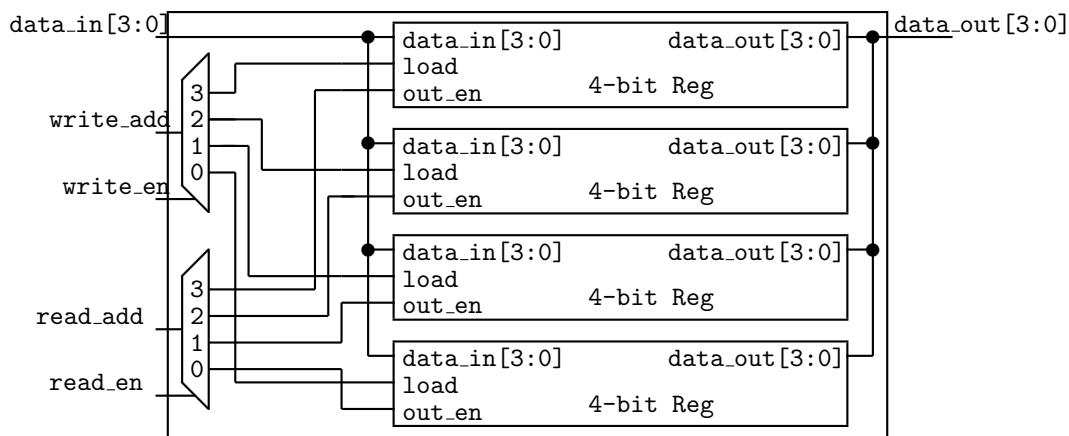 data_in[3:0]
data_out[3:0]
data_in[3:0] data_out[3:0]
load
out_en
4-bit Reg
3
2
1
0
write_add
write_en
data_in[3:0] data_out[3:0]
load
out_en
4-bit Reg
data_in[3:0] data_out[3:0]
load
out_en
4-bit Reg
3
2
1
0
read_add
read_en
data_in[3:0] data_out[3:0]
load
out_en
4-bit Reg